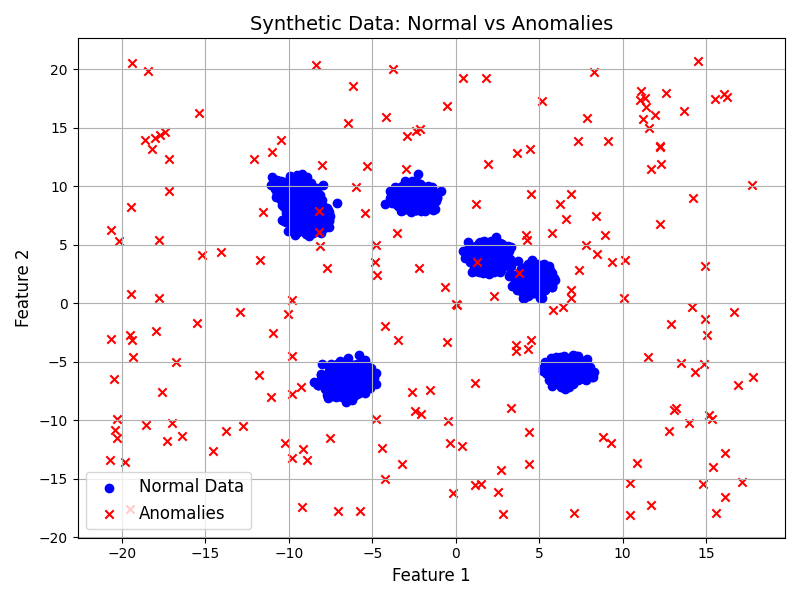 Synthetic Data: Normal vs Anomalies
20
15
10
5
0
−5
−10
−15
−20
Feature 2
Normal Data
Anomalies
−20 −15 −10 −5 0 5 10 15
Feature 1